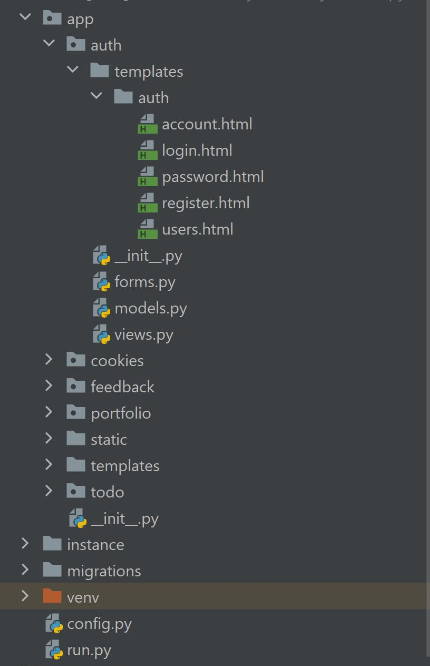 app
auth
templates
auth
account.html
login.html
password.html
register.html
users.html
__init__.py
forms.py
models.py
views.py
cookies
feedback
portfolio
static
templates
todo
__init__.py
instance
migrations
venv
config.py
run.py